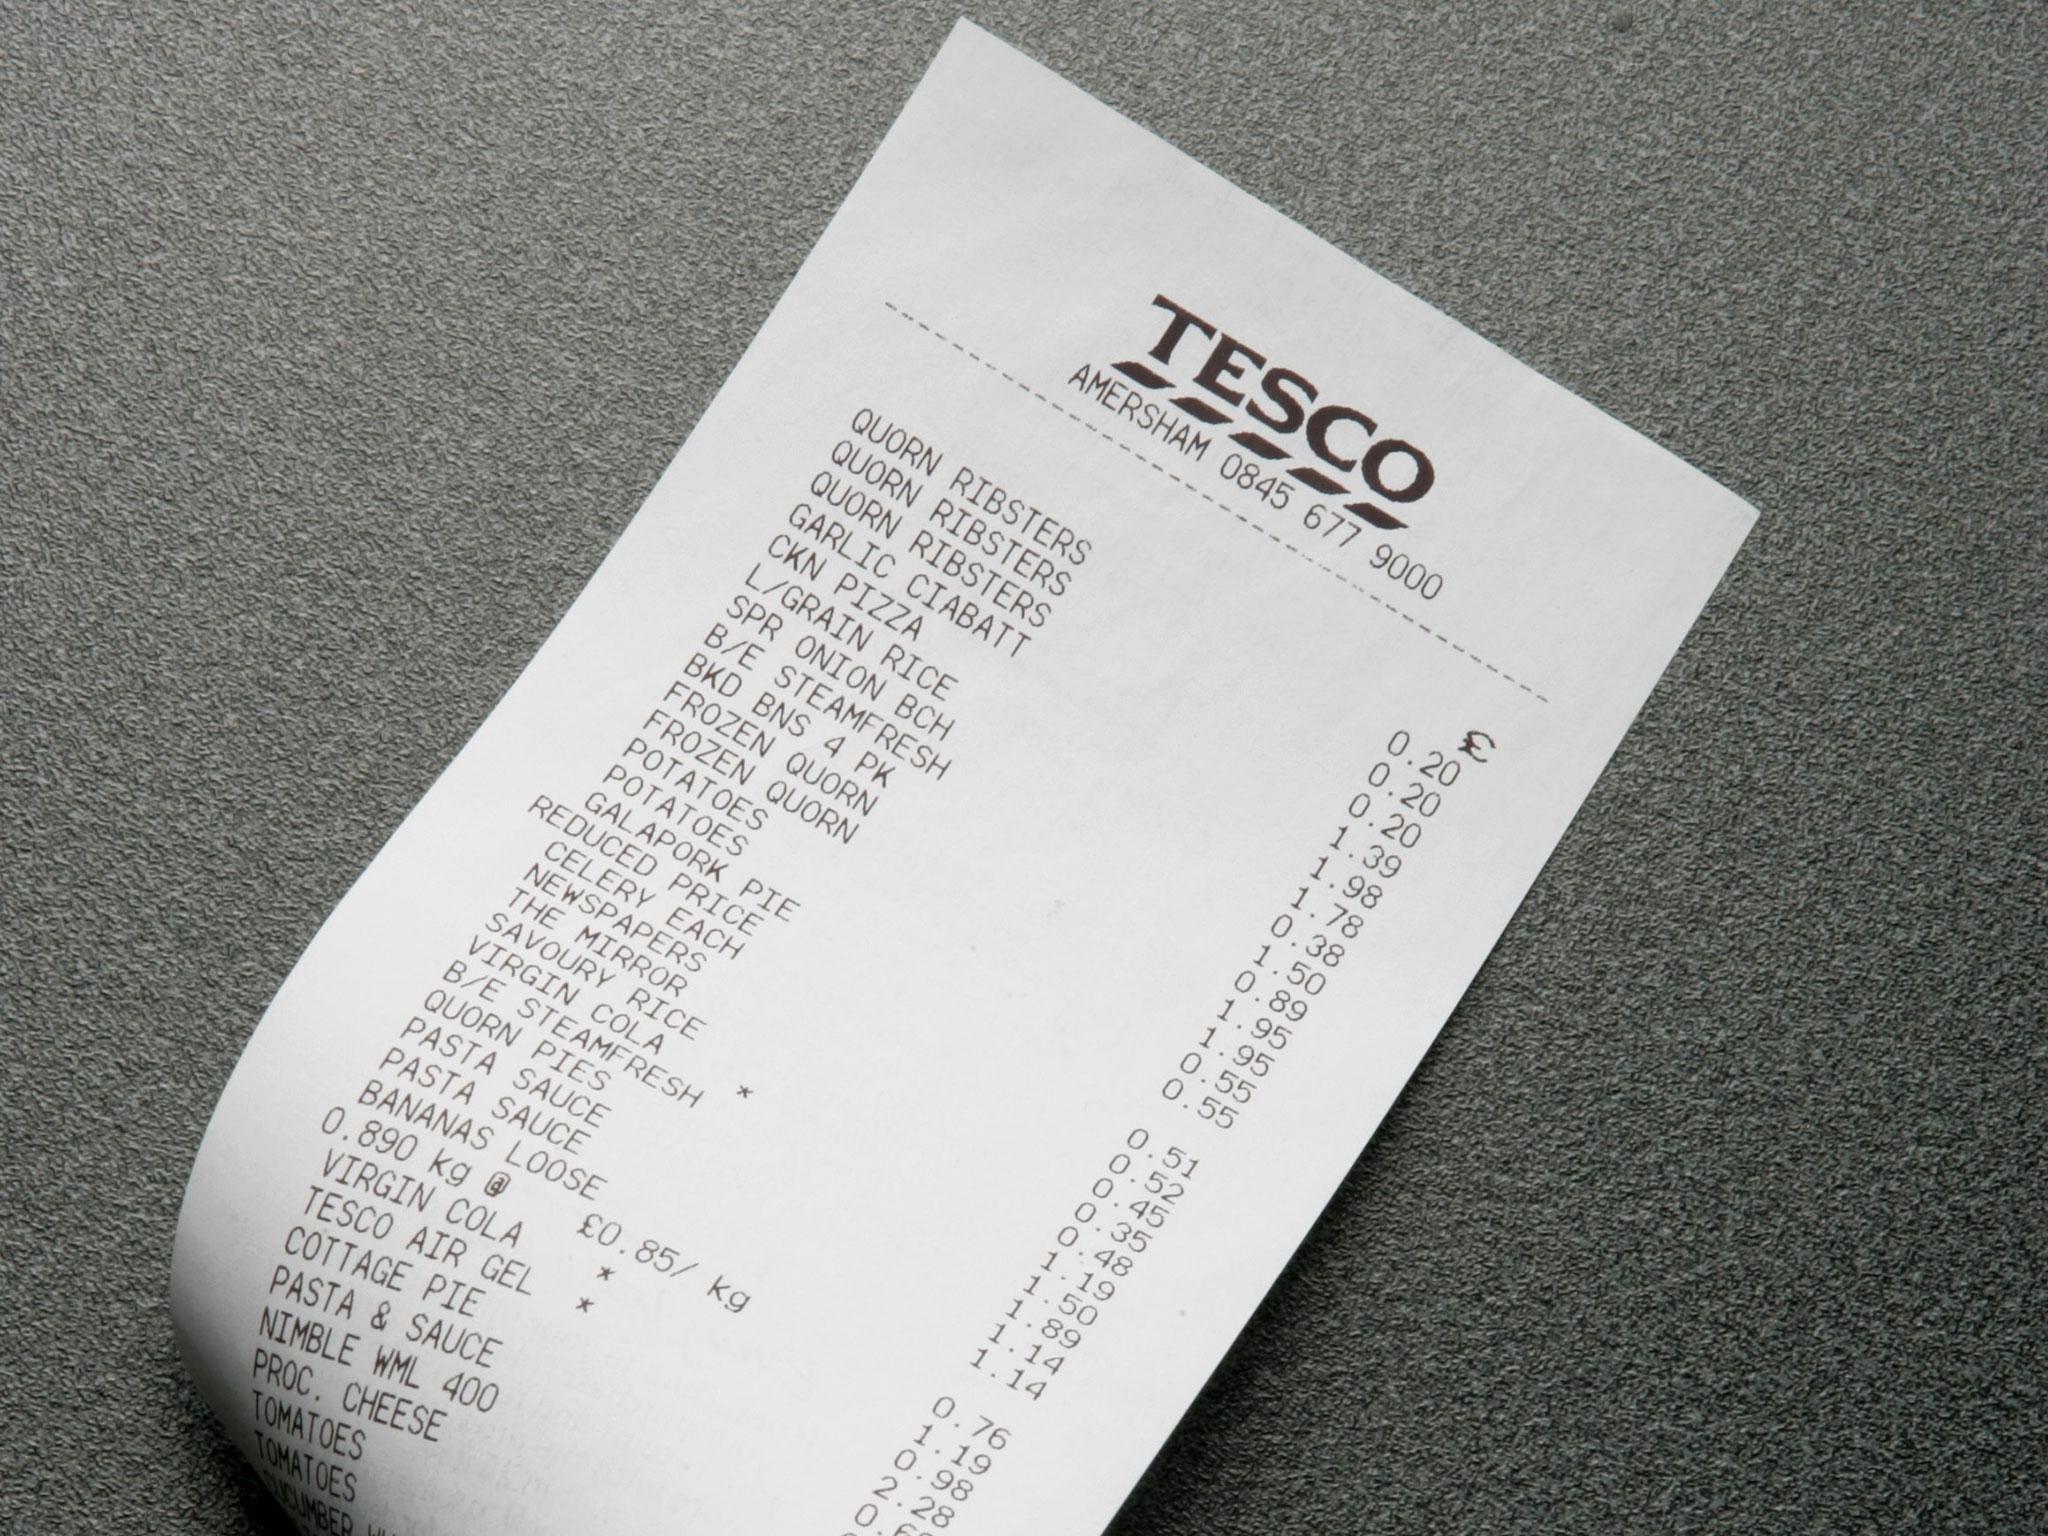 TESCO
AMERSHAM 0845 677 9000
£
QUORN RIBSTERS 0.20
QUORN RIBSTERS 0.20
QUORN RIBSTERS 0.20
GARLIC CIABATT 1.39
CKN PIZZA 1.98
L/GRAIN RICE 1.78
SPR ONION BCH 0.38
B/E STEAMFRESH 1.50
BKD BNS 4 PK 0.89
FROZEN QUORN 1.95
FROZEN QUORN 1.95
POTATOES 0.55
POTATOES 0.55
GALAPORK PIE
REDUCED PRICE 0.51
CELERY EACH 0.52
NEWSPAPERS 0.45
THE MIRROR 0.35
SAVOURY RICE 0.48
VIRGIN COLA * 1.19
B/E STEAMFRESH 1.50
QUORN PIES 1.89
PASTA SAUCE 1.14
PASTA SAUCE 1.14
BANANAS LOOSE
0.890 kg @ £0.85/ kg 0.76
VIRGIN COLA * 1.19
TESCO AIR GEL * 0.98
COTTAGE PIE 2.28
PASTA & SAUCE
NIMBLE WML 400
PROC. CHEESE
TOMATOES
TOMATOES
CUCUMBER